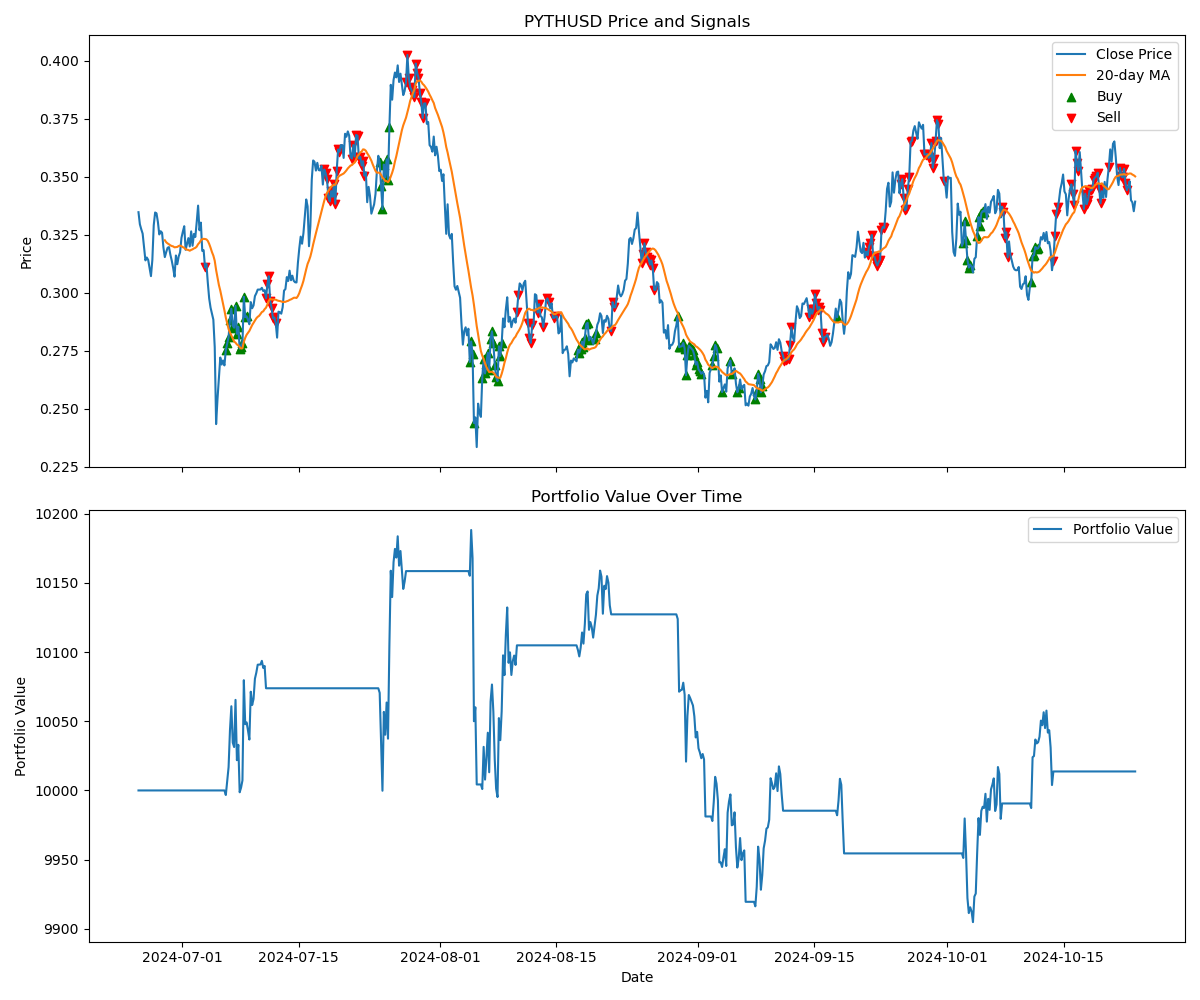 PYTHUSD Price and Signals
Price
0.400
0.375
0.350
0.325
0.300
0.275
0.250
0.225
Close Price
20-day MA
Buy
Sell
Portfolio Value Over Time
Portfolio Value
10200
10150
10100
10050
10000
9950
9900
Portfolio Value
2024-07-01
2024-07-15
2024-08-01
2024-08-15
2024-09-01
2024-09-15
2024-10-01
2024-10-15
Date